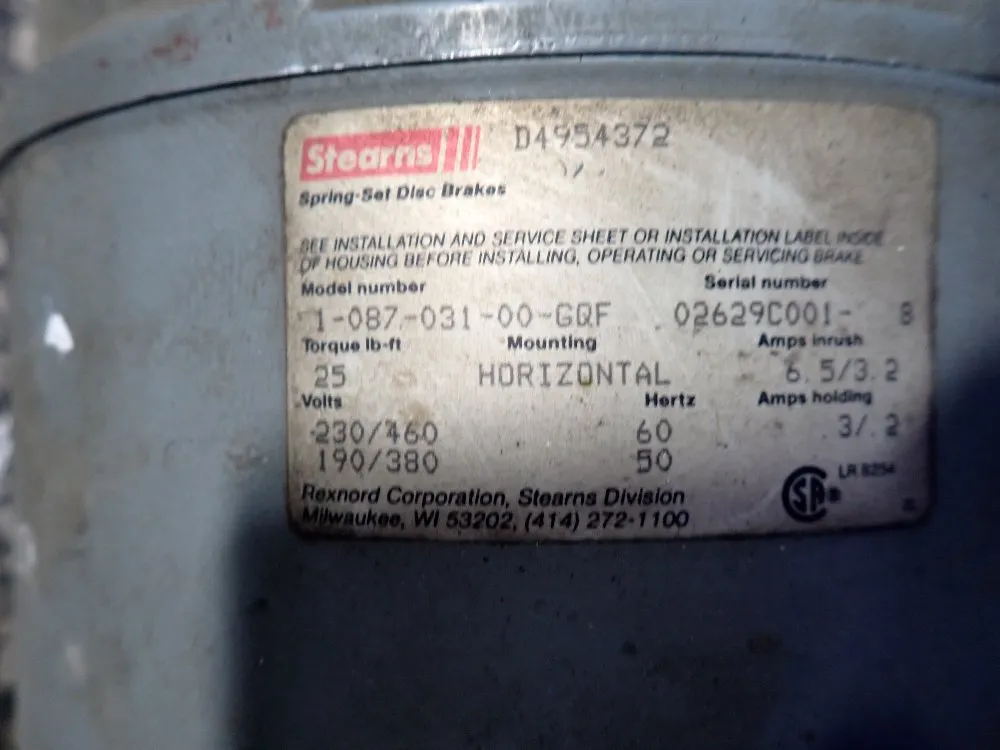 Stearns D4954372
Spring-Set Disc Brakes
SEE INSTALLATION AND SERVICE SHEET OR INSTALLATION LABEL INSIDE
OF HOUSING BEFORE INSTALLING, OPERATING OR SERVICING BRAKE
Model number Serial number
1-087-031-00-GQF 02629C001- 8
Torque lb-ft Mounting Amps inrush
25 HORIZONTAL 6.5/3.2
Volts Hertz Amps holding
230/460 60 .3/.2
190/380 50
Rexnord Corporation, Stearns Division
Milwaukee, WI 53202, (414) 272-1100
SA ® LR 8254